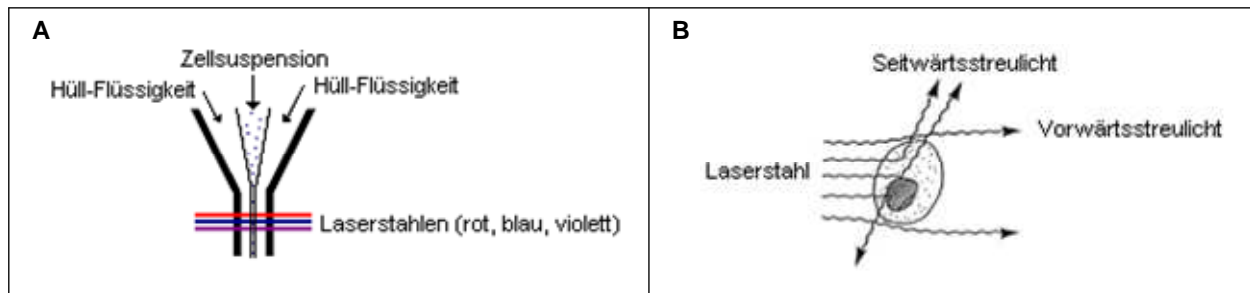 A
Zellsuspension
Hüll-Flüssigkeit
Hüll-Flüssigkeit
Laserstahlen (rot, blau, violett)
B
Seitwärtsstreulicht
Vorwärtsstreulicht
Laserstahl